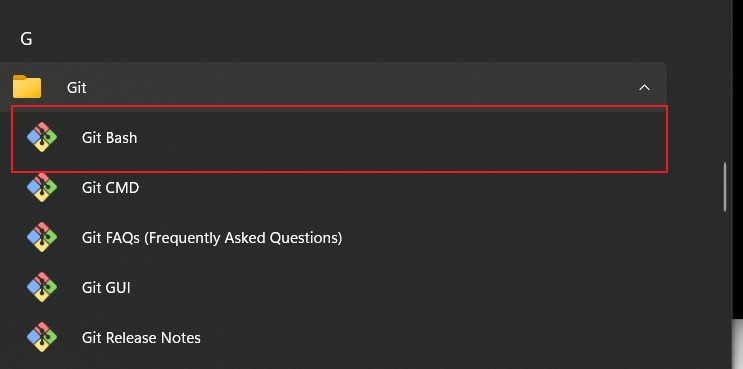 G
Git
Git Bash
Git CMD
Git FAQs (Frequently Asked Questions)
Git GUI
Git Release Notes